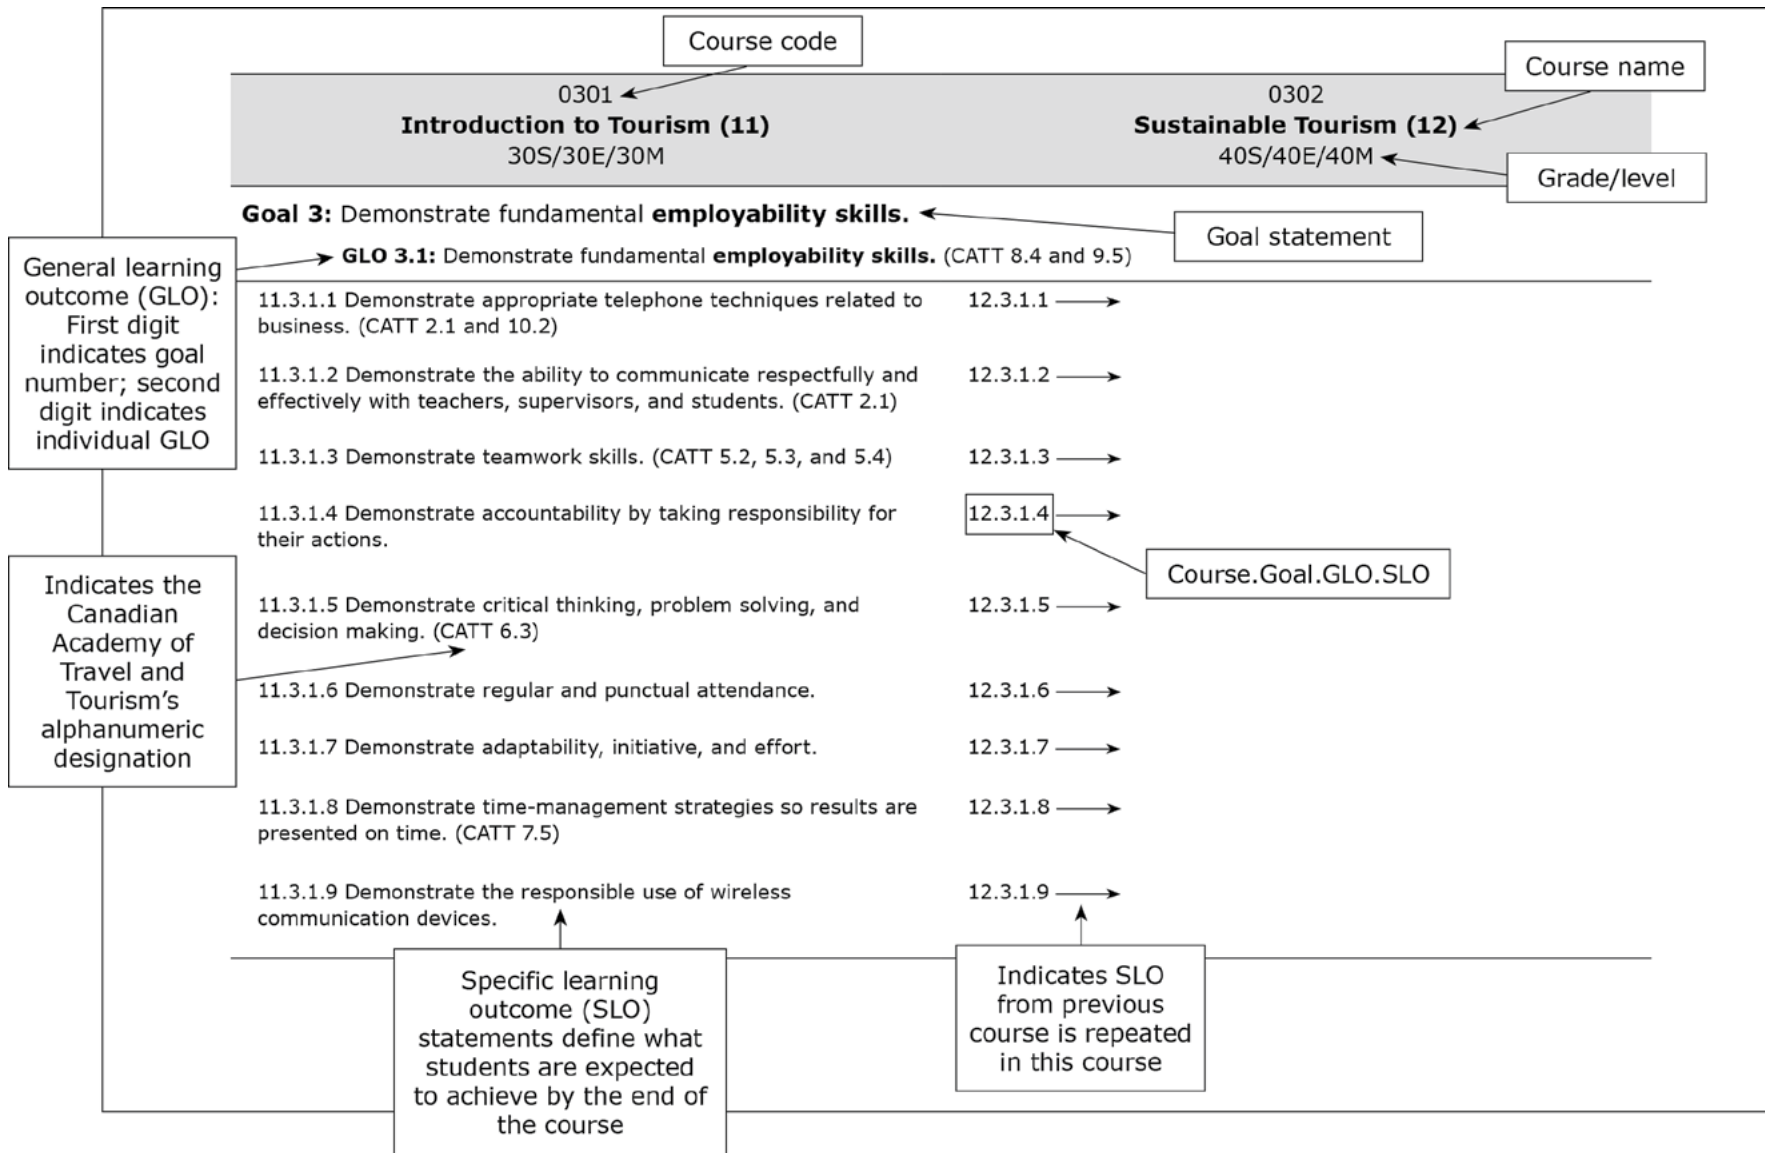 Course code
Course name
0301
Introduction to Tourism (11)
30S/30E/30M
0302
Sustainable Tourism (12)
40S/40E/40M
Grade/level
Goal 3: Demonstrate fundamental employability skills.
Goal statement
GLO 3.1: Demonstrate fundamental employability skills. (CATT 8.4 and 9.5)
General learning
outcome (GLO):
First digit
indicates goal
number; second
digit indicates
individual GLO
11.3.1.1 Demonstrate appropriate telephone techniques related to
business. (CATT 2.1 and 10.2)
12.3.1.1
11.3.1.2 Demonstrate the ability to communicate respectfully and
effectively with teachers, supervisors, and students. (CATT 2.1)
12.3.1.2
11.3.1.3 Demonstrate teamwork skills. (CATT 5.2, 5.3, and 5.4)
12.3.1.3
11.3.1.4 Demonstrate accountability by taking responsibility for
their actions.
12.3.1.4
Course.Goal.GLO.SLO
Indicates the
Canadian
Academy of
Travel and
Tourism’s
alphanumeric
designation
11.3.1.5 Demonstrate critical thinking, problem solving, and
decision making. (CATT 6.3)
12.3.1.5
11.3.1.6 Demonstrate regular and punctual attendance.
12.3.1.6
11.3.1.7 Demonstrate adaptability, initiative, and effort.
12.3.1.7
11.3.1.8 Demonstrate time-management strategies so results are
presented on time. (CATT 7.5)
12.3.1.8
11.3.1.9 Demonstrate the responsible use of wireless
communication devices.
12.3.1.9
Specific learning
outcome (SLO)
statements define what
students are expected
to achieve by the end of
the course
Indicates SLO
from previous
course is repeated
in this course